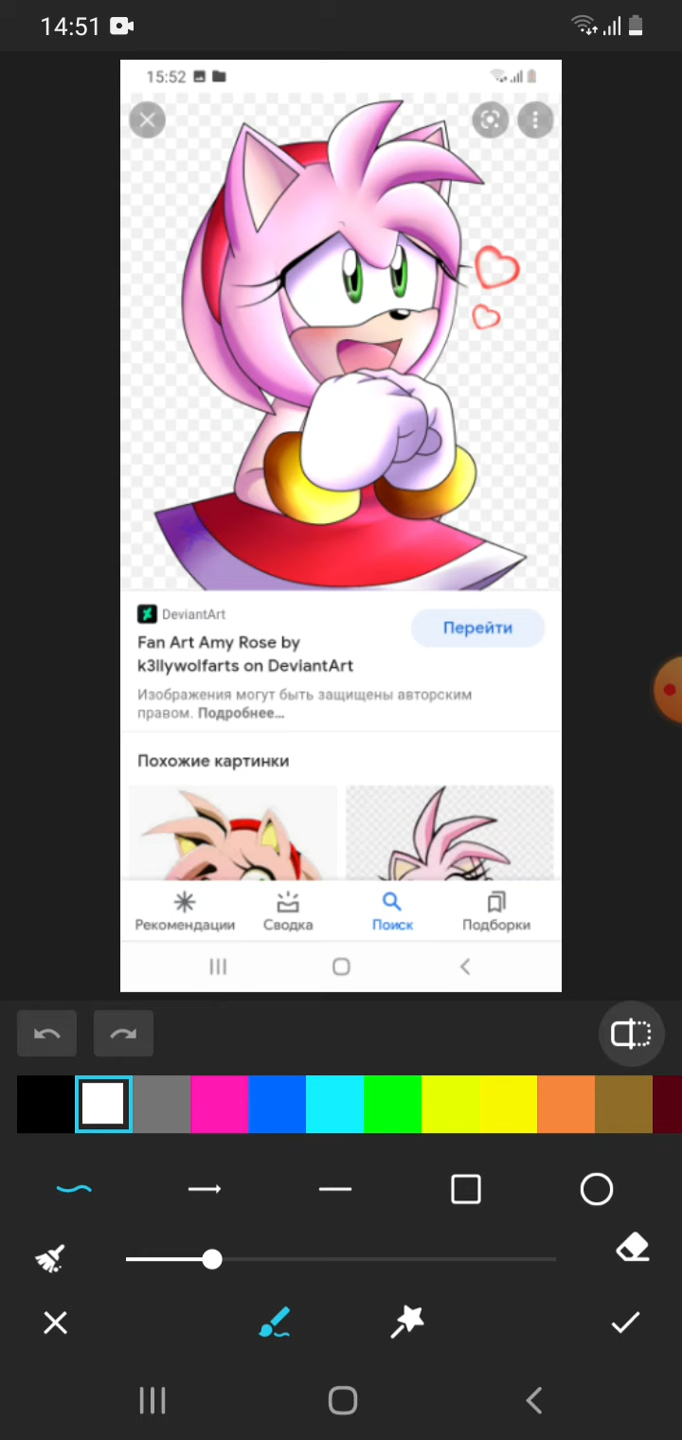 14:51
15:52
DeviantArt
Fan Art Amy Rose by
k3llywolfarts on DeviantArt
Перейти
Изображения могут быть защищены авторским
правом. Подробнее...
Похожие картинки
Рекомендации Сводка Поиск Подборки